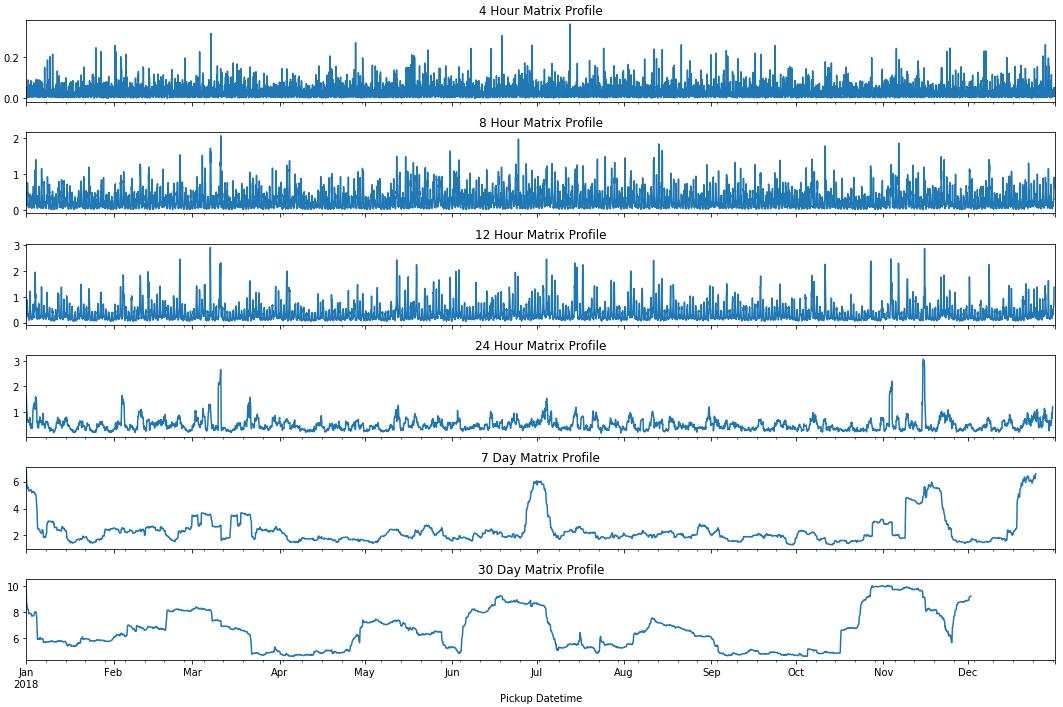 4 Hour Matrix Profile
0.2
0.0
8 Hour Matrix Profile
2
1
0
12 Hour Matrix Profile
3
2
1
0
24 Hour Matrix Profile
3
2
1
7 Day Matrix Profile
6
4
2
30 Day Matrix Profile
10
8
6
Jan Feb Mar Apr May Jun Jul Aug Sep Oct Nov Dec
2018
Pickup Datetime